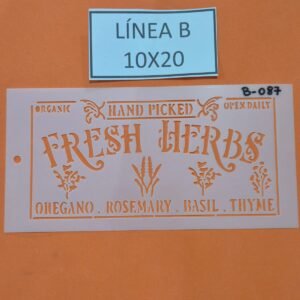 LÍNEA B
10X20
B-087
ORGANIC HAND PICKED OPEN DAILY
FRESH HERBS
OREGANO . ROSEMARY . BASIL . THYME